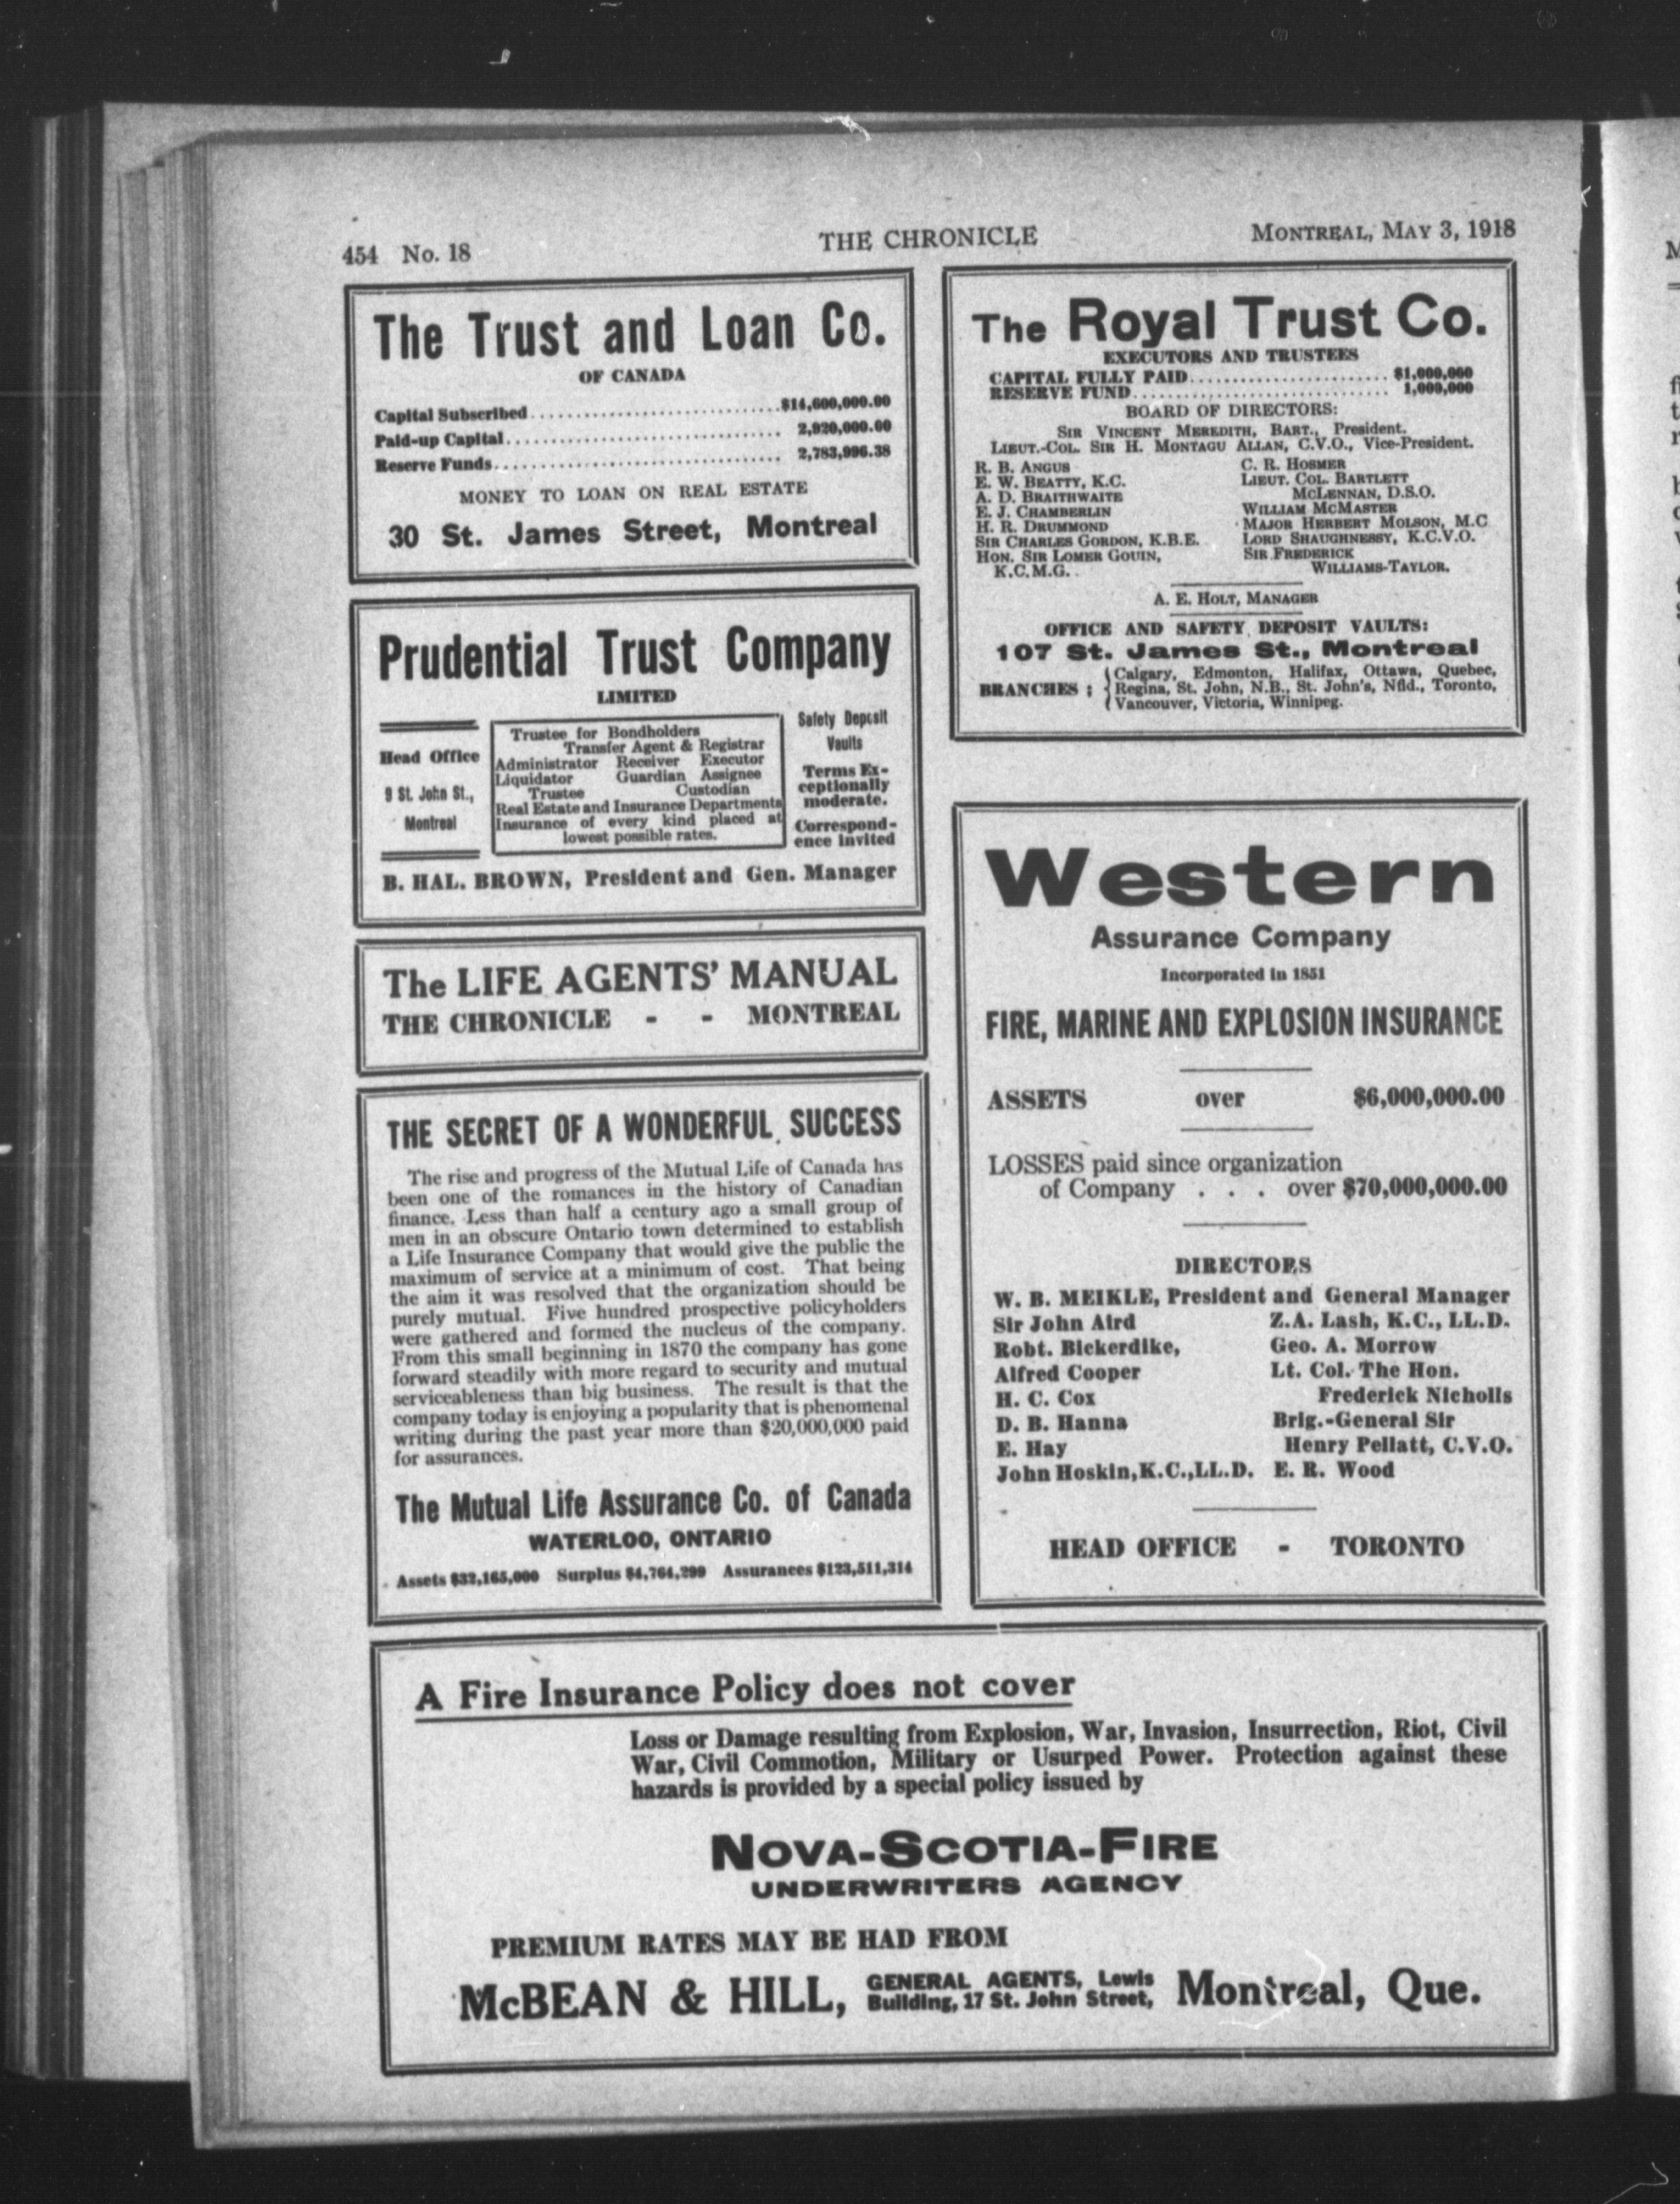 454 No. 18
THE CHRONICLE
MONTREAL, MAY 3, 1918
The Trust and Loan Co.
OF CANADA
Capital Subscribed............................$14,600,000.00
Paid-up Capital............................... 2,920,000.00
Reserve Funds................................ 2,783,996.38
MONEY TO LOAN ON REAL ESTATE
30 St. James Street, Montreal
Prudential Trust Company
LIMITED
Head Office
9 St. John St.,
Montreal
Trustee for Bondholders
Transfer Agent & Registrar
Administrator Receiver Executor
Liquidator Guardian Assignee
Trustee Custodian
Real Estate and Insurance Departments
Insurance of every kind placed at
lowest possible rates.
Safety Deposit
Vaults
Terms Ex-
ceptionally
moderate.
Correspond-
ence invited
B. HAL. BROWN, President and Gen. Manager
The LIFE AGENTS' MANUAL
THE CHRONICLE - - MONTREAL
THE SECRET OF A WONDERFUL SUCCESS
The rise and progress of the Mutual Life of Canada has
been one of the romances in the history of Canadian
finance. Less than half a century ago a small group of
men in an obscure Ontario town determined to establish
a Life Insurance Company that would give the public the
maximum of service at a minimum of cost. That being
the aim it was resolved that the organization should be
purely mutual. Five hundred prospective policyholders
were gathered and formed the nucleus of the company.
From this small beginning in 1870 the company has gone
forward steadily with more regard to security and mutual
serviceableness than big business. The result is that the
company today is enjoying a popularity that is phenomenal
writing during the past year more than $20,000,000 paid
for assurances.
The Mutual Life Assurance Co. of Canada
WATERLOO, ONTARIO
Assets $32,165,000 Surplus $4,764,299 Assurances $123,511,314
The Royal Trust Co.
EXECUTORS AND TRUSTEES
CAPITAL FULLY PAID....................... $1,000,000
RESERVE FUND.............................. 1,000,000
BOARD OF DIRECTORS:
SIR VINCENT MEREDITH, BART., President.
LIEUT.-COL. SIR H. MONTAGU ALLAN, C.V.O., Vice-President.
R. B. ANGUS
E. W. BEATTY, K.C.
A. D. BRAITHWAITE
E. J. CHAMBERLIN
H. R. DRUMMOND
SIR CHARLES GORDON, K.B.E.
HON. SIR LOMER GOUIN,
K.C.M.G.
C. R. HOSMER
LIEUT. COL. BARTLETT
MCLENNAN, D.S.O.
WILLIAM MCMASTER
MAJOR HERBERT MOLSON, M.C
LORD SHAUGHNESSY, K.C.V.O.
SIR FREDERICK
WILLIAMS-TAYLOR.
A. E. HOLT, MANAGER
OFFICE AND SAFETY DEPOSIT VAULTS:
107 St. James St., Montreal
BRANCHES :
Calgary, Edmonton, Halifax, Ottawa, Quebec,
Regina, St. John, N.B., St. John's, Nfld., Toronto,
Vancouver, Victoria, Winnipeg.
Western
Assurance Company
Incorporated in 1851
FIRE, MARINE AND EXPLOSION INSURANCE
ASSETS over $6,000,000.00
LOSSES paid since organization
of Company . . . over $70,000,000.00
DIRECTORS
W. B. MEIKLE, President and General Manager
Sir John Aird
Robt. Bickerdike,
Alfred Cooper
H. C. Cox
D. B. Hanna
E. Hay
John Hoskin, K.C., LL.D.
Z.A. Lash, K.C., LL.D.
Geo. A. Morrow
Lt. Col. The Hon.
Frederick Nicholls
Brig.-General Sir
Henry Pellatt, C.V.O.
E. R. Wood
HEAD OFFICE - TORONTO
A Fire Insurance Policy does not cover
Loss or Damage resulting from Explosion, War, Invasion, Insurrection, Riot, Civil
War, Civil Commotion, Military or Usurped Power. Protection against these
hazards is provided by a special policy issued by
NOVA-SCOTIA-FIRE
UNDERWRITERS AGENCY
PREMIUM RATES MAY BE HAD FROM
McBEAN & HILL,
GENERAL AGENTS, Lewis
Building, 17 St. John Street,
Montreal, Que.